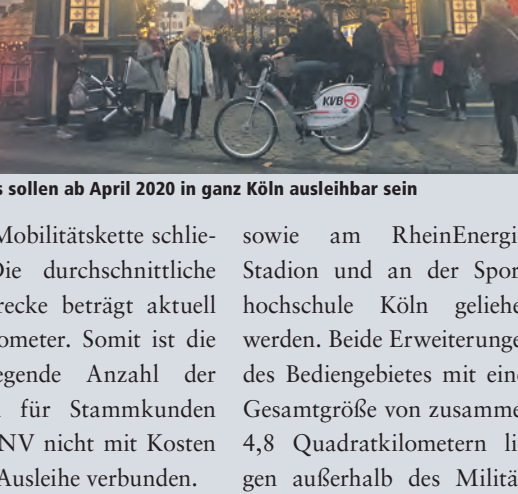 KVB
s sollen ab April 2020 in ganz Köln ausleihbar sein
Mobilitätskette schlie-
Die durchschnittliche
recke beträgt aktuell
ometer. Somit ist die
egende Anzahl der
für Stammkunden
NV nicht mit Kosten
Ausleihe verbunden.
sowie am RheinEnergi
Stadion und an der Spor
hochschule Köln geliehe
werden. Beide Erweiterunge
des Bediengebietes mit eine
Gesamtgröße von zusamme
4,8 Quadratkilometern li
gen außerhalb des Militä